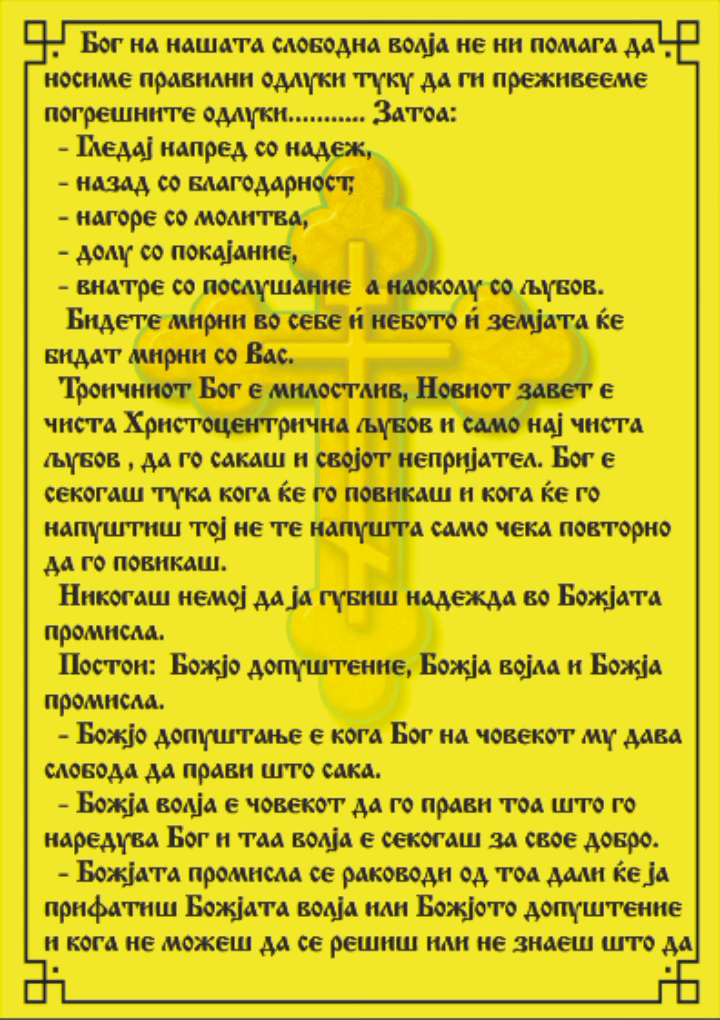 Бог на нашата слободна волја не ни помага да
носиме правилни одлуки туку да ги преживееме
погрешните одлуки........... Затоа:
- Гледај напред со надеж,
- назад со благодарност;
- нагоре со молитва,
- долу со покајание,
- внатре со послушание а наоколу со љубов.
Бидете мирни во себе ѝ небото ѝ земјата ќе
бидат мирни со Вас.
Троичниот Бог е милостлив, Новиот завет е
чиста Христоцентрична љубов и само нај чиста
љубов , да го сакаш и својот непријател. Бог е
секогаш тука кога ќе го повикаш и кога ќе го
напуштиш тој не те напушта само чека повторно
да го повикаш.
Никогаш немој да ја губиш надежда во Божјата
промисла.
Постои: Божјо допуштение, Божја војла и Божја
промисла.
- Божјо допуштање е кога Бог на човекот му дава
слобода да прави што сака.
- Божја волја е човекот да го прави тоа што го
наредува Бог и таа волја е секогаш за свое добро.
- Божјата промисла се раководи од тоа дали ќе ја
прифатиш Божјата волја или Божјото допуштение
и кога не можеш да се решиш или не знаеш што да